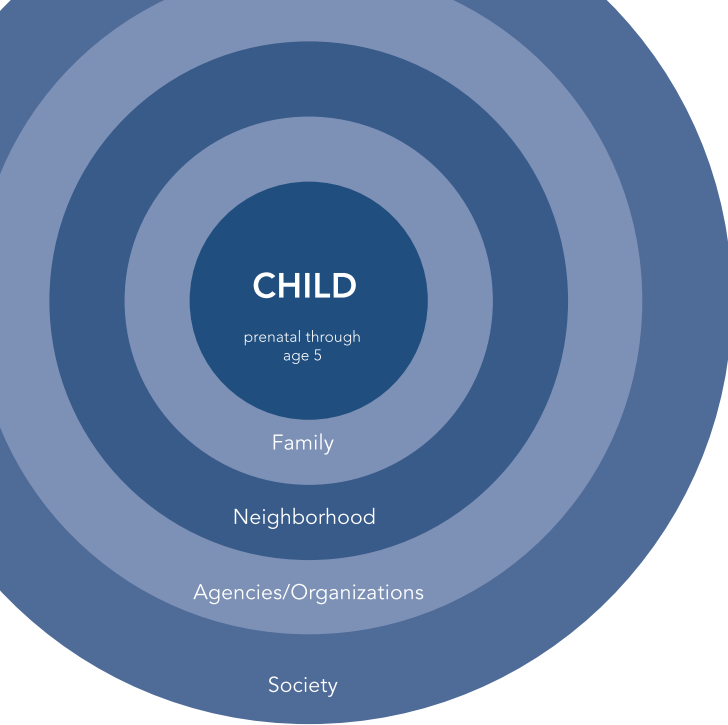 CHILD
prenatal through
age 5
Family
Neighborhood
Agencies/Organizations
Society